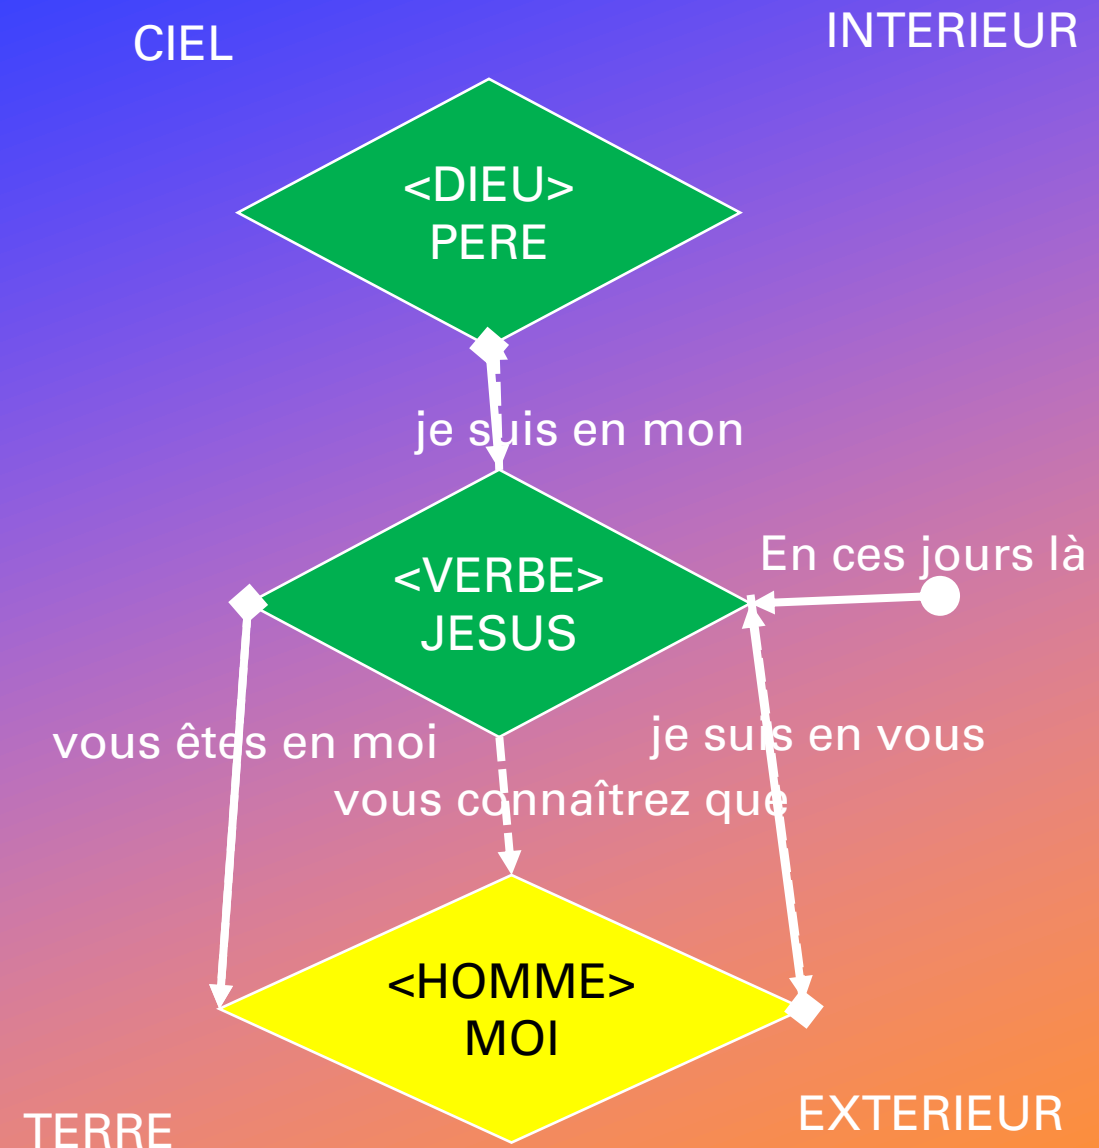 CIEL
INTERIEUR
<DIEU>
PERE
je suis en mon
En ces jours là
<VERBE>
JESUS
vous êtes en moi
je suis en vous
vous connaîtrez que
<HOMME>
MOI
TERRE
EXTERIEUR